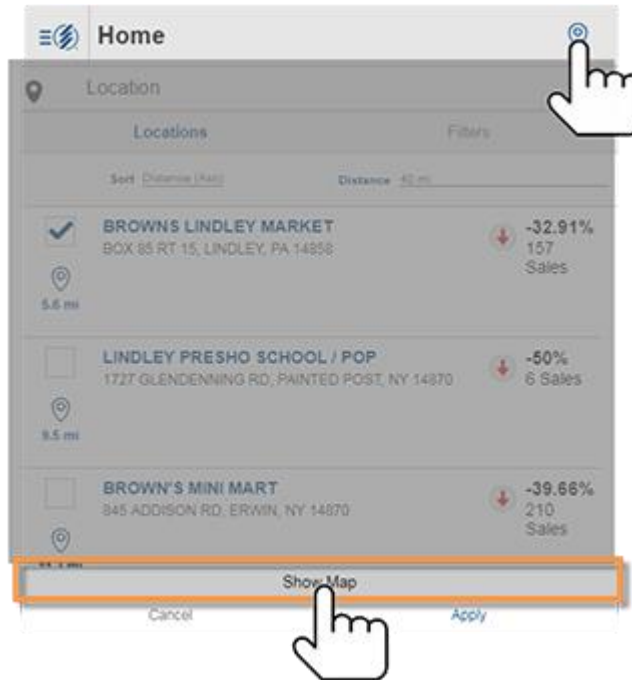 Home
Location
Locations Filters
Sort Distance (Asc) Distance 40 mi
BROWNS LINDLEY MARKET
BOX 85 RT 15, LINDLEY, PA 14858
-32.91%
157
Sales
5.6 mi
LINDLEY PRESHO SCHOOL / POP
1727 GLENDENNING RD, PAINTED POST, NY 14870
-50%
6 Sales
9.5 mi
BROWN'S MINI MART
845 ADDISON RD, ERWIN, NY 14870
-39.66%
210
Sales
mi
Show Map
Cancel Apply